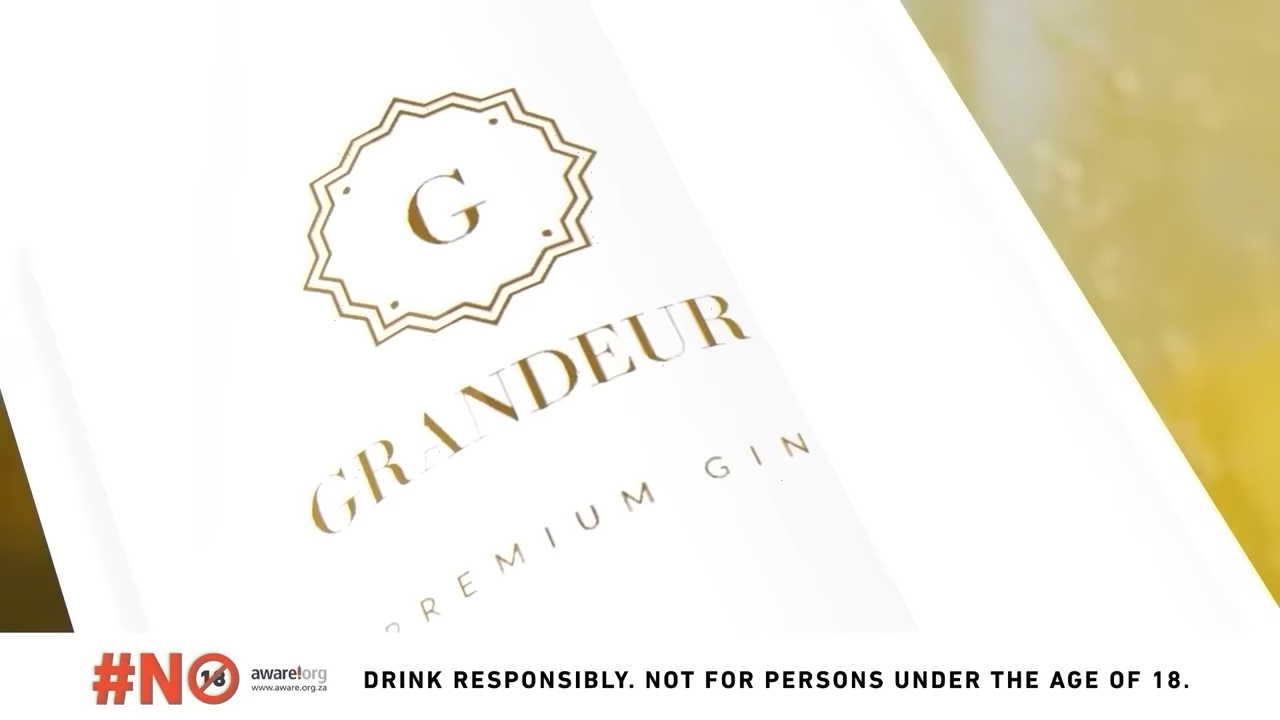 G
GRANDEUR
PREMIUM GIN
#NO 18
aware!org
www.aware.org.za
DRINK RESPONSIBLY. NOT FOR PERSONS UNDER THE AGE OF 18.